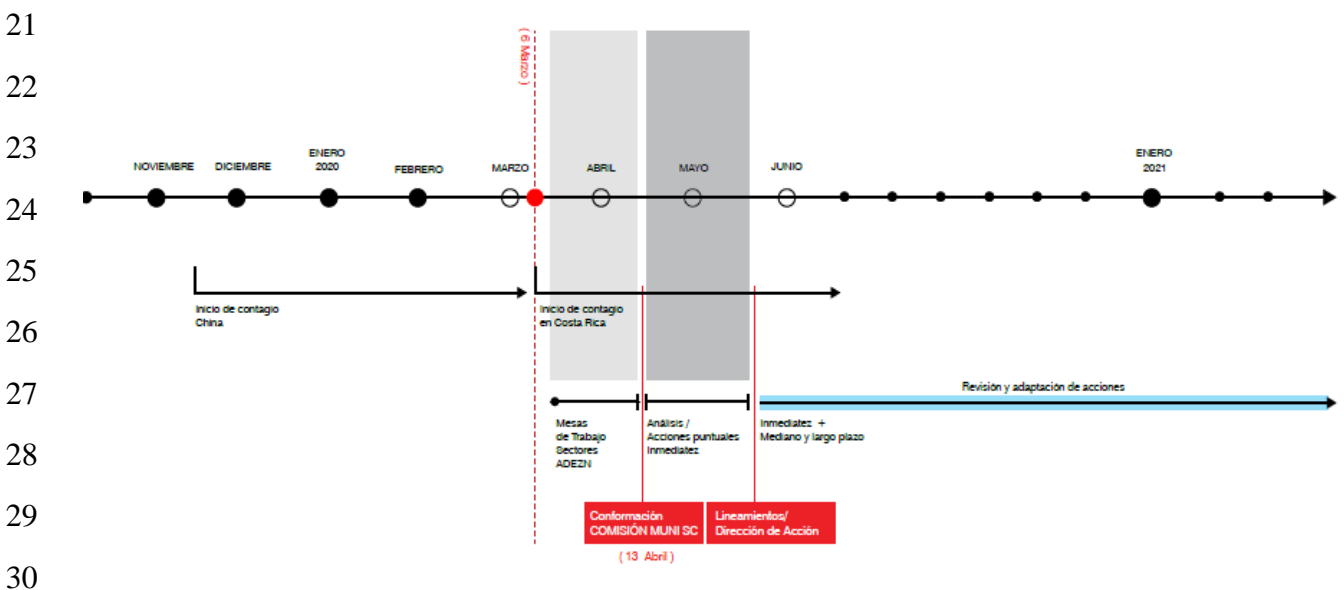 21
( 6 Marzo )
22
23
NOVIEMBRE
DICIEMBRE
ENERO
2020
FEBRERO
MARZO
ABRIL
MAYO
JUNIO
ENERO
2021
24
25
Inicio de contagio
China
Inicio de contagio
en Costa Rica
26
27
Revisión y adaptación de acciones
Mesas
de Trabajo
Sectores
ADEZN
Análisis /
Acciones puntuales
Inmediatez
Inmediatez +
Mediano y largo plazo
28
29
Conformación
COMISIÓN MUNI SC
Lineamientos/
Dirección de Acción
( 13 Abril )
30